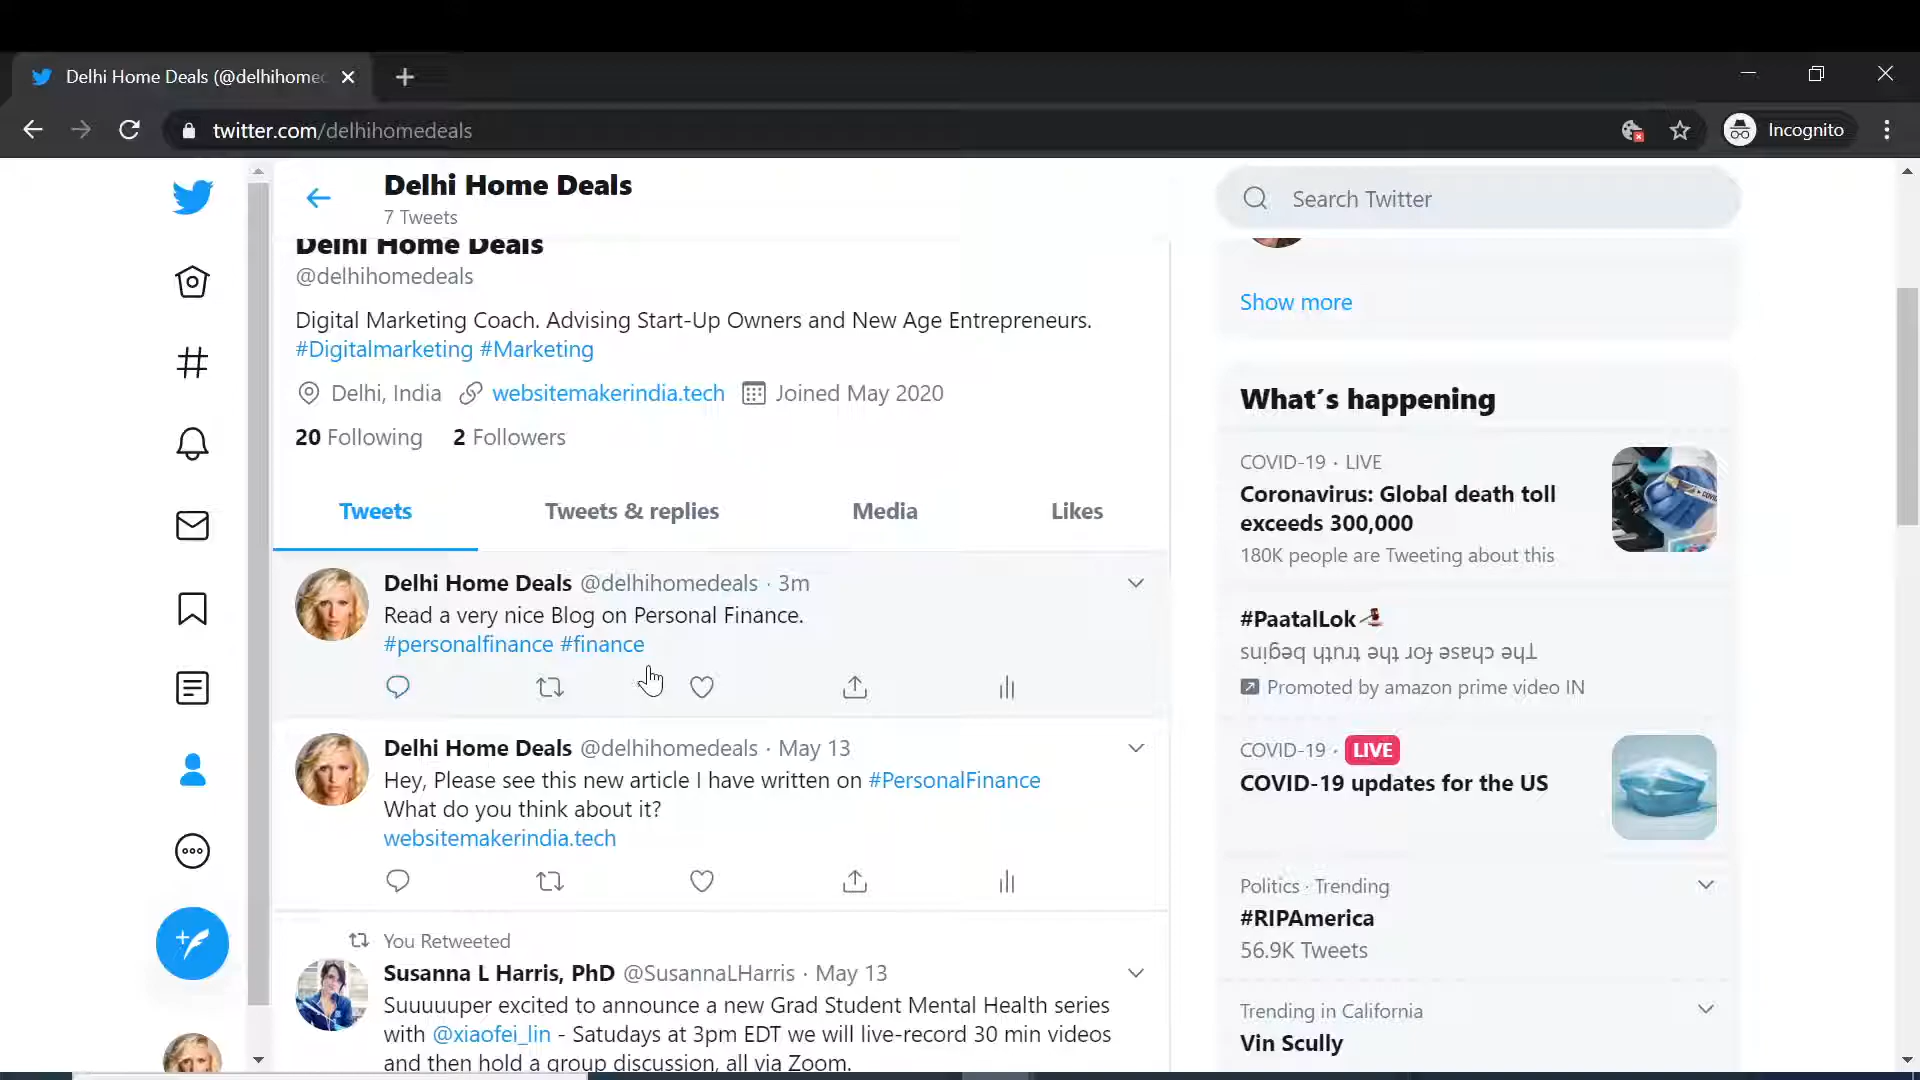 Delhi Home Deals (@delhihomed
twitter.com/delhihomedeals
Incognito
Delhi Home Deals
7 Tweets
Search Twitter
Delhi Home Deals
@delhihomedeals
Digital Marketing Coach. Advising Start-Up Owners and New Age Entrepreneurs.
#Digitalmarketing #Marketing
Delhi, India websitemakerindia.tech Joined May 2020
20 Following 2 Followers
Tweets Tweets & replies Media Likes
Delhi Home Deals @delhihomedeals · 3m
Read a very nice Blog on Personal Finance.
#personalfinance #finance
Delhi Home Deals @delhihomedeals · May 13
Hey, Please see this new article I have written on #PersonalFinance
What do you think about it?
websitemakerindia.tech
You Retweeted
Susanna L Harris, PhD @SusannaLHarris · May 13
Suuuuuper excited to announce a new Grad Student Mental Health series
with @xiaofei_lin - Satudays at 3pm EDT we will live-record 30 min videos
and then hold a group discussion, all via Zoom.
Show more
What´s happening
COVID-19 · LIVE
Coronavirus: Global death toll
exceeds 300,000
180K people are Tweeting about this
#PaatalLok
The chase for the truth begins
Promoted by amazon prime video IN
COVID-19 · LIVE
COVID-19 updates for the US
Politics · Trending
#RIPAmerica
56.9K Tweets
Trending in California
Vin Scully